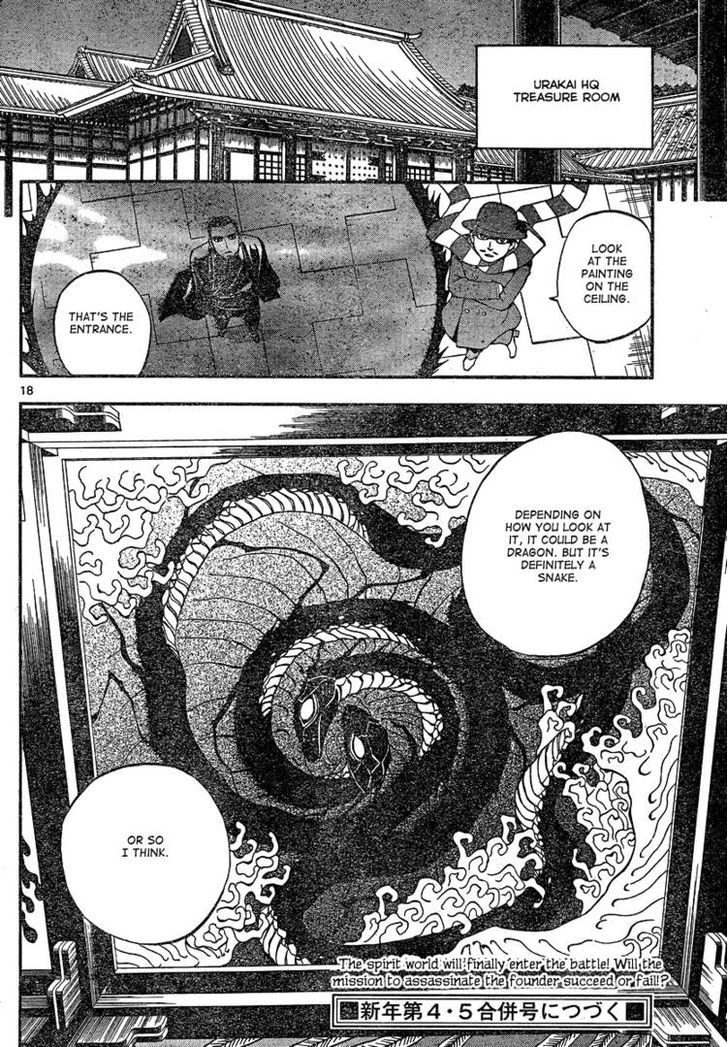 URAKAI HQ
TREASURE ROOM
LOOK
AT THE
PAINTING
ON THE
CEILING.
THAT'S THE
ENTRANCE.
18
DEPENDING ON
HOW YOU LOOK AT
IT, IT COULD BE A
DRAGON. BUT IT'S
DEFINITELY A
SNAKE.
OR SO
I THINK.
The spirit world will finally enter the battle! Will the
mission to assassinate the founder succeed or fail!?
新年第4・5合併号につづく